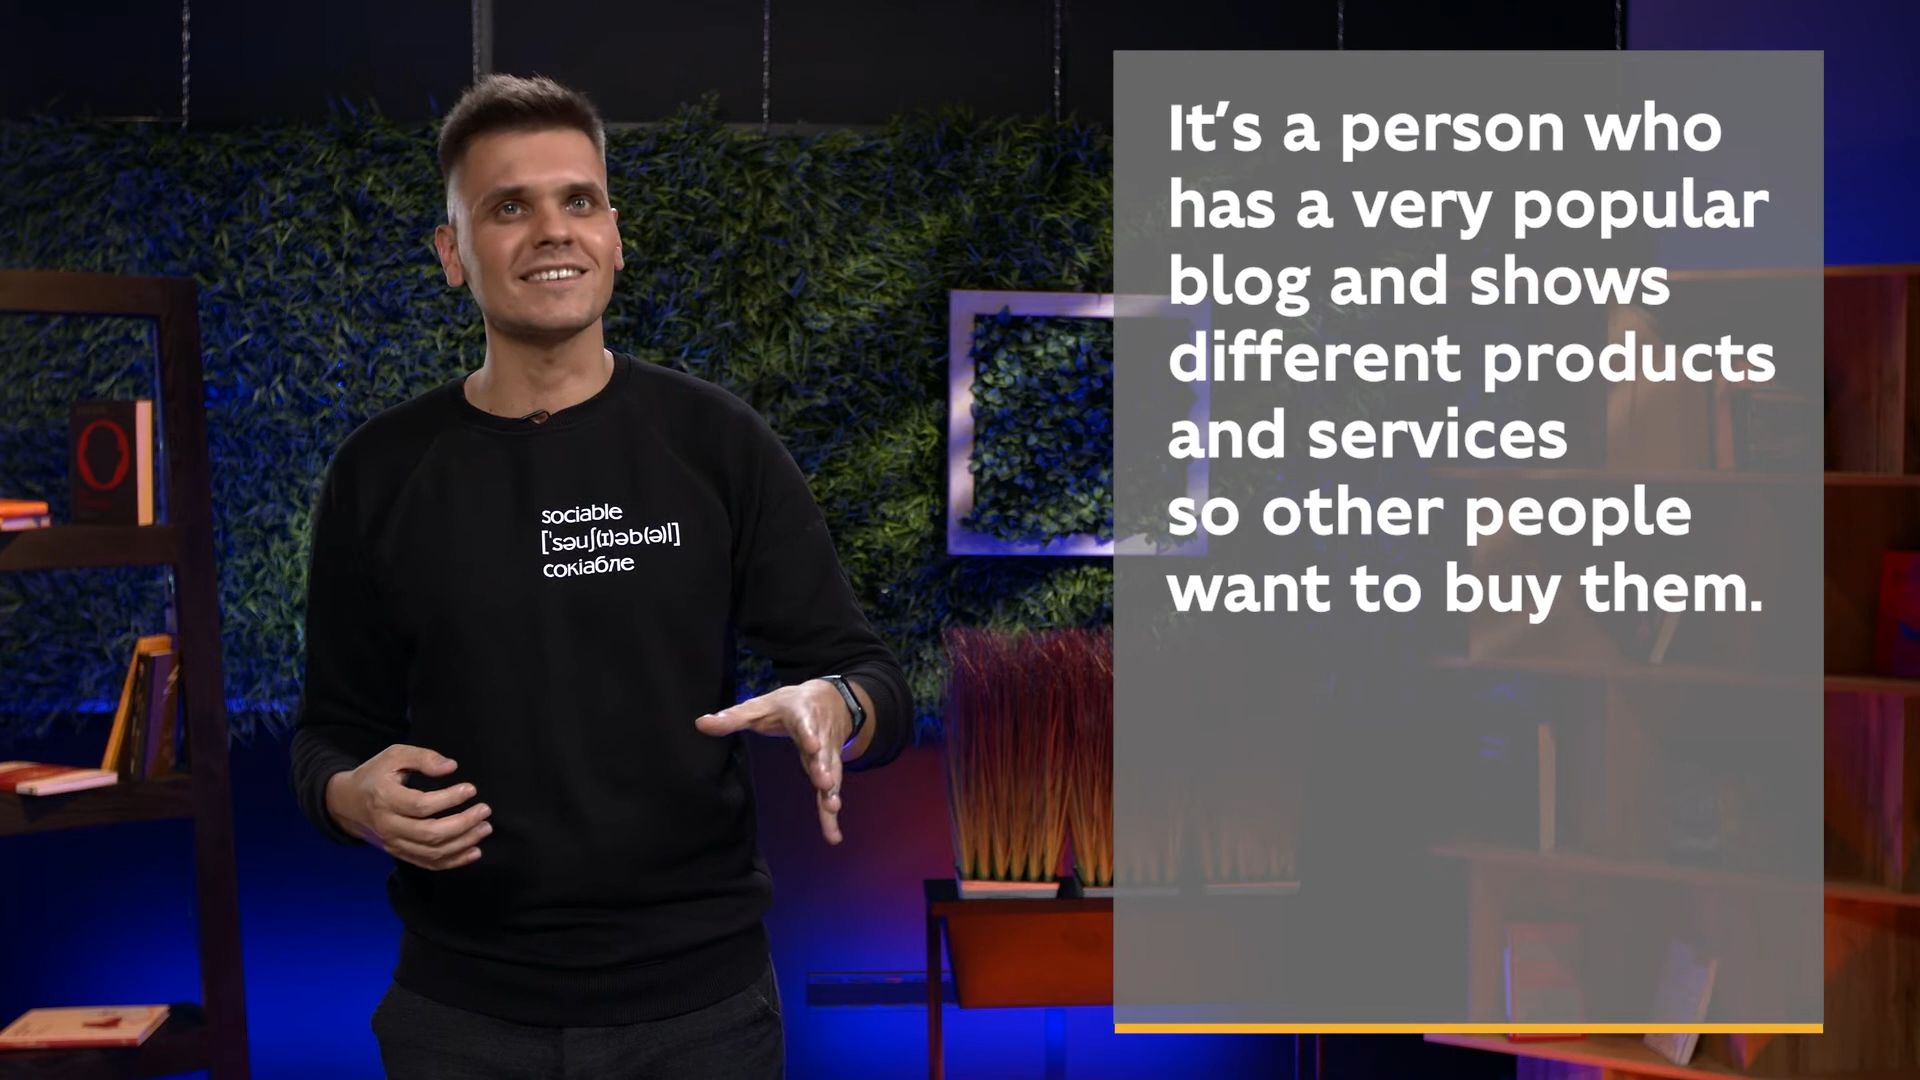 sociable
['səuʃ(ɪ)əb(ə)l]
сокіабле
It's a person who
has a very popular
blog and shows
different products
and services
so other people
want to buy them.